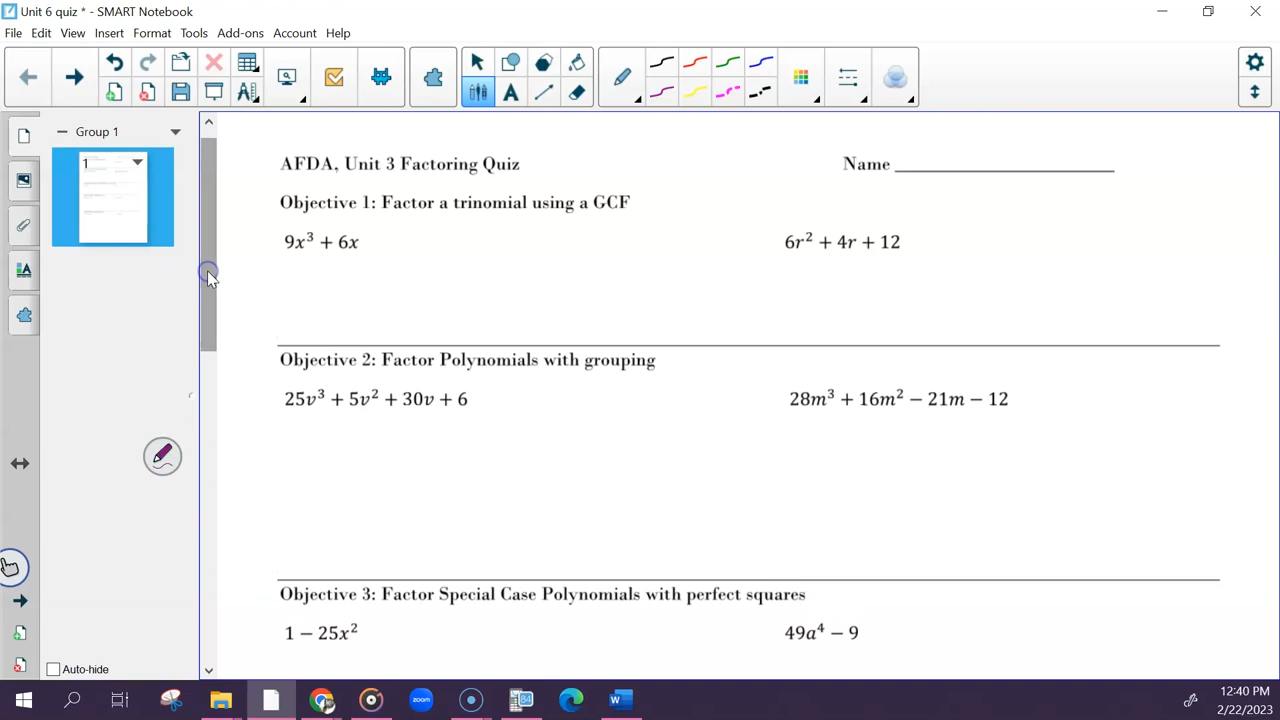 Unit 6 quiz * - SMART Notebook
File Edit View Insert Format Tools Add-ons Account Help
Group 1
1
AFDA, Unit 3 Factoring Quiz
Name
Objective 1: Factor a trinomial using a GCF
9x³ + 6x
6r² + 4r + 12
Objective 2: Factor Polynomials with grouping
25v³ + 5v² + 30v + 6
28m³ + 16m² − 21m − 12
Objective 3: Factor Special Case Polynomials with perfect squares
1 − 25x²
49a⁴ − 9
Auto-hide
zoom
84
W
12:40 PM
2/22/2023